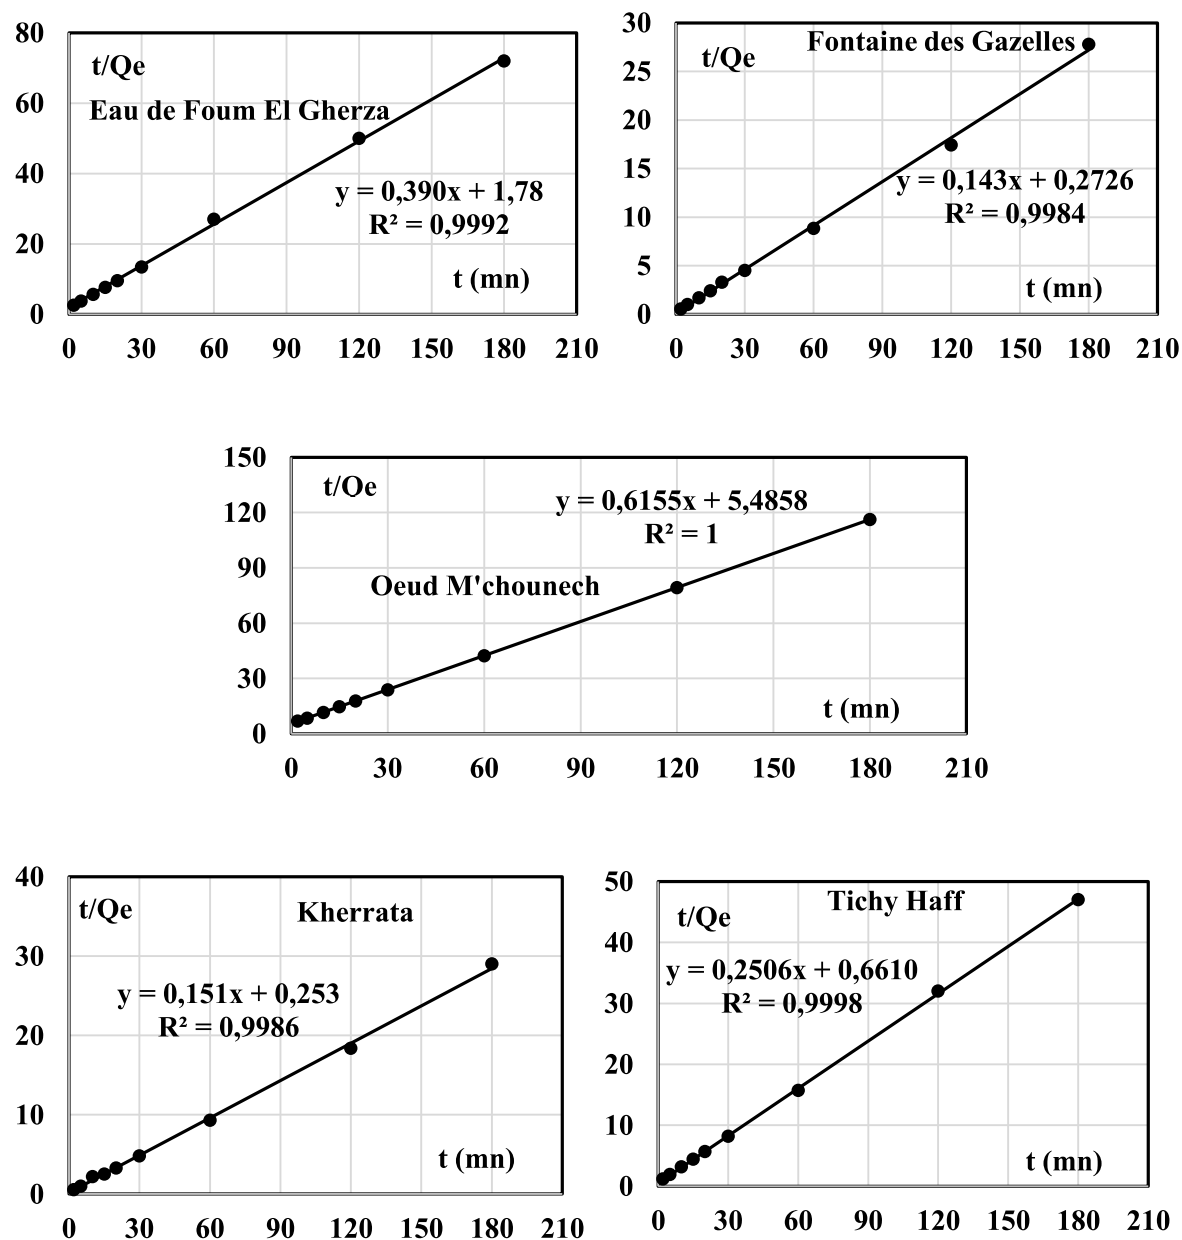 80
t/Qe
Eau de Foum El Gherza
60
40
y = 0,390x + 1,78
R² = 0,9992
20
t (mn)
0
0 30 60 90 120 150 180 210
30
Fontaine des Gazelles
t/Qe
25
20
15
y = 0,143x + 0,2726
R² = 0,9984
10
5
t (mn)
0
0 30 60 90 120 150 180 210
150
t/Oe
y = 0,6155x + 5,4858
120
R² = 1
90
Oeud M'chounech
60
30
t (mn)
0
0 30 60 90 120 150 180 210
40
t/Qe
Kherrata
30
y = 0,151x + 0,253
R² = 0,9986
20
10
t (mn)
0
0 30 60 90 120 150 180 210
50
Tichy Haff
t/Qe
40
y = 0,2506x + 0,6610
R² = 0,9998
30
20
10
t (mn)
0
0 30 60 90 120 150 180 210